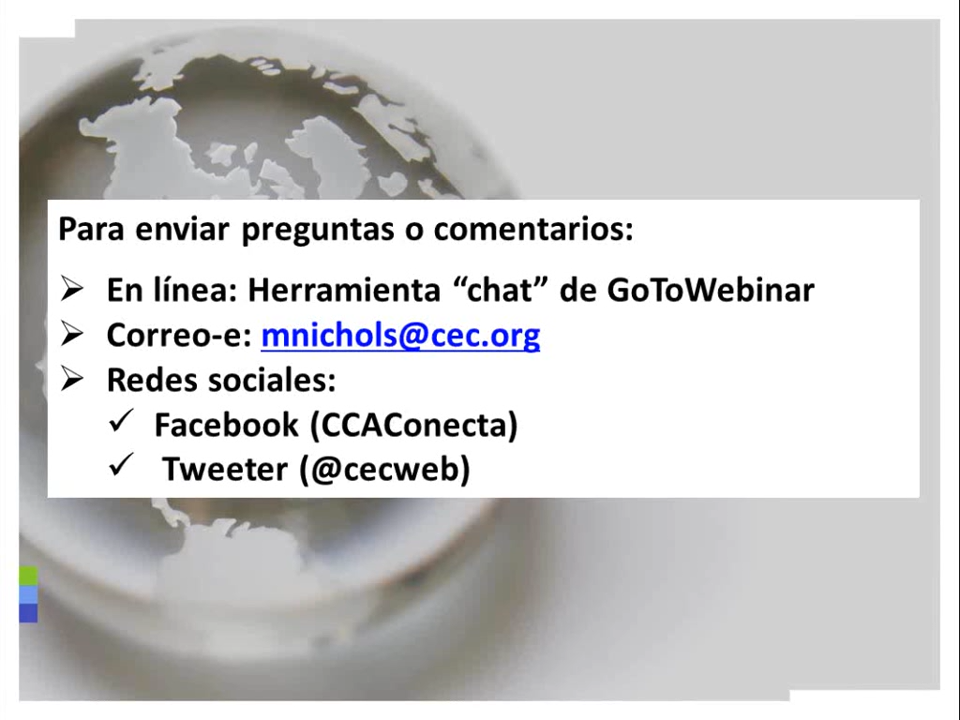 Para enviar preguntas o comentarios:
En línea: Herramienta “chat” de GoToWebinar
Correo-e: mnichols@cec.org
Redes sociales:
Facebook (CCAConecta)
Tweeter (@cecweb)